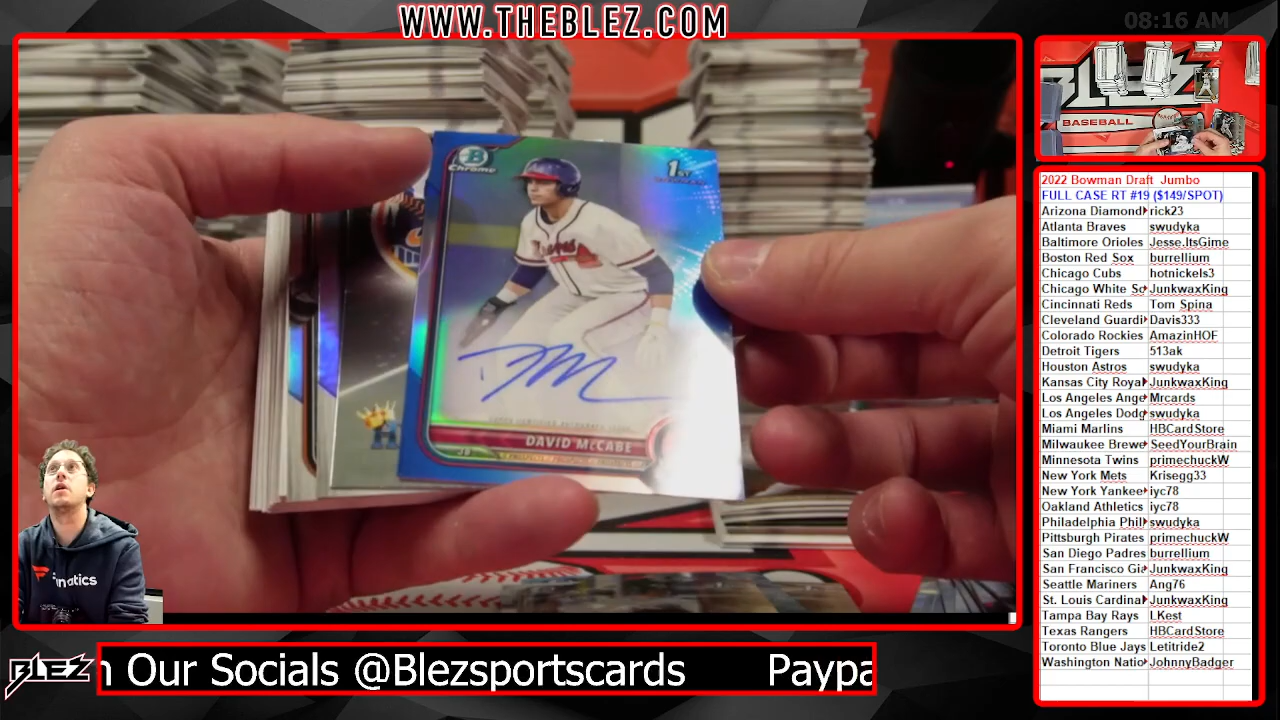 WWW.THEBLEZ.COM
08:16 AM
BLEZ
BASEBALL
B
Chrome
1ST
Braves
DAVID McCABE
3B
H
fanatics
2022 Bowman Draft Jumbo
FULL CASE RT #19 ($149/SPOT)
Arizona Diamond rick23
Atlanta Braves swudyka
Baltimore Orioles Jesse.ItsGime
Boston Red Sox burrellium
Chicago Cubs hotnickels3
Chicago White So JunkwaxKing
Cincinnati Reds Tom Spina
Cleveland Guardi Davis333
Colorado Rockies AmazinHOF
Detroit Tigers 513ak
Houston Astros swudyka
Kansas City Roya JunkwaxKing
Los Angeles Ange Mrcards
Los Angeles Dodg swudyka
Miami Marlins HBCardStore
Milwaukee Brewe SeedYourBrain
Minnesota Twins primechuckW
New York Mets Krisegg33
New York Yankee iyc78
Oakland Athletics iyc78
Philadelphia Phil swudyka
Pittsburgh Pirates primechuckW
San Diego Padres burrellium
San Francisco Gia JunkwaxKing
Seattle Mariners Ang76
St. Louis Cardina JunkwaxKing
Tampa Bay Rays LKest
Texas Rangers HBCardStore
Toronto Blue Jays Letitride2
Washington Natio JohnnyBadger
BLEZ
n Our Socials @Blezsportscards Paypa